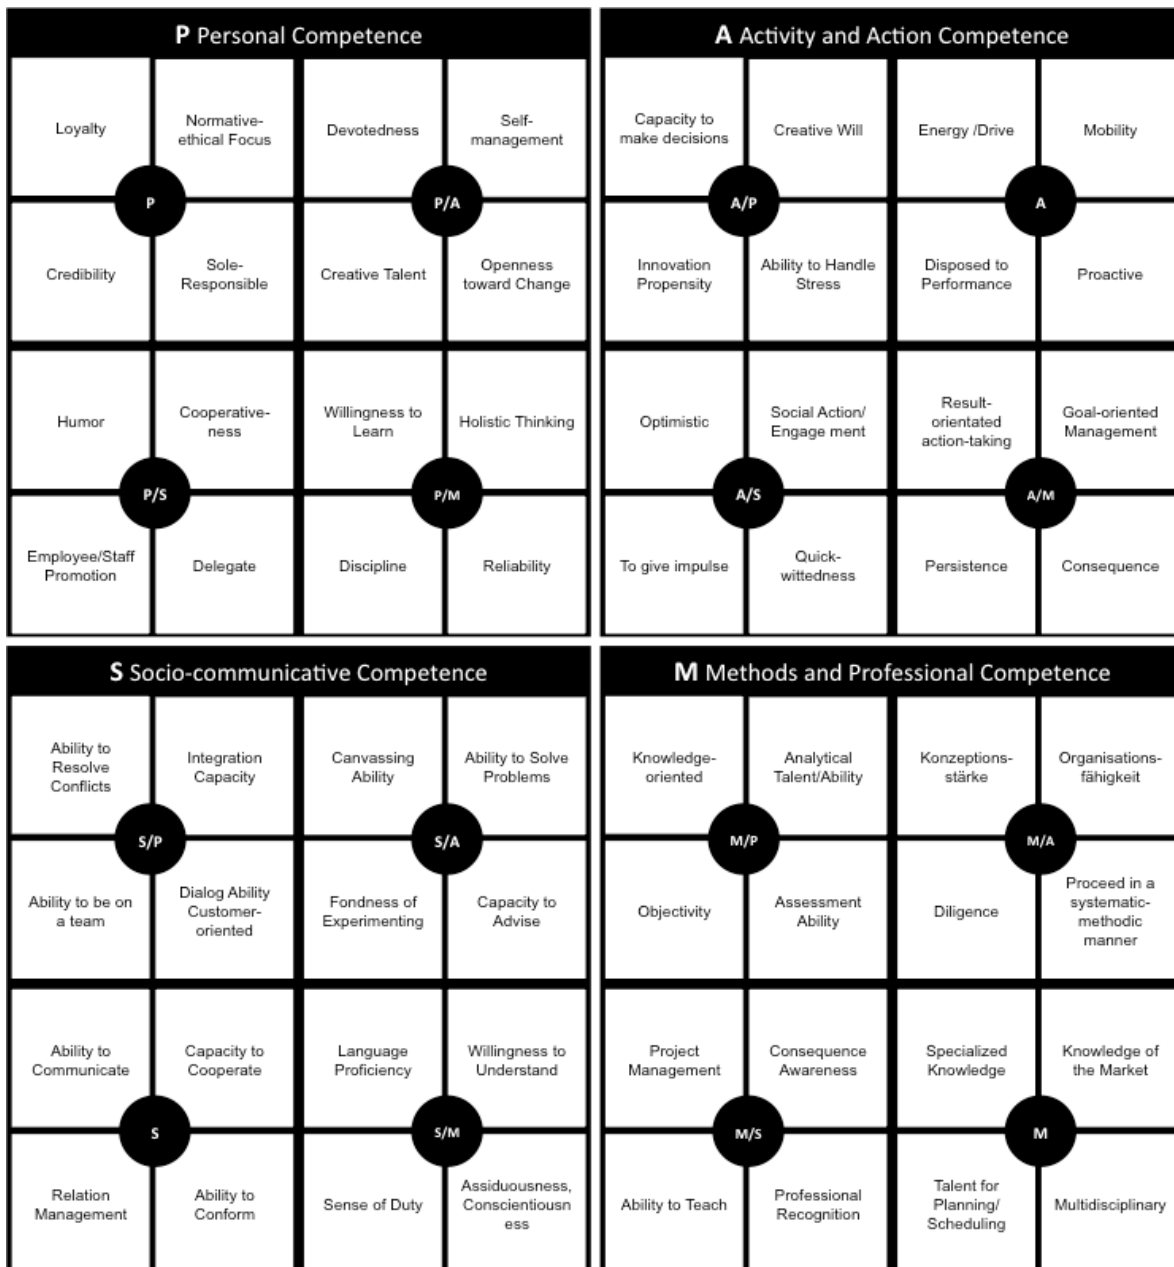 P Personal Competence
Loyalty
Normative-
ethical Focus
Devotedness
Self-
management
P
P/A
Credibility
Sole-
Responsible
Creative Talent
Openness
toward Change
Humor
Cooperative-
ness
Willingness to
Learn
Holistic Thinking
P/S
P/M
Employee/Staff
Promotion
Delegate
Discipline
Reliability
A Activity and Action Competence
Capacity to
make decisions
Creative Will
Energy /Drive
Mobility
A/P
A
Innovation
Propensity
Ability to Handle
Stress
Disposed to
Performance
Proactive
Optimistic
Social Action/
Engage ment
Result-
orientated
action-taking
Goal-oriented
Management
A/S
A/M
To give impulse
Quick-
wittedness
Persistence
Consequence
S Socio-communicative Competence
Ability to
Resolve
Conflicts
Integration
Capacity
Canvassing
Ability
Ability to Solve
Problems
S/P
S/A
Ability to be on
a team
Dialog Ability
Customer-
oriented
Fondness of
Experimenting
Capacity to
Advise
Ability to
Communicate
Capacity to
Cooperate
Language
Proficiency
Willingness to
Understand
S
S/M
Relation
Management
Ability to
Conform
Sense of Duty
Assiduousness,
Conscientiousn
ess
M Methods and Professional Competence
Knowledge-
oriented
Analytical
Talent/Ability
Konzeptions-
stärke
Organisations-
fähigkeit
M/P
M/A
Objectivity
Assessment
Ability
Diligence
Proceed in a
systematic-
methodic
manner
Project
Management
Consequence
Awareness
Specialized
Knowledge
Knowledge of
the Market
M/S
M
Ability to Teach
Professional
Recognition
Talent for
Planning/
Scheduling
Multidisciplinary